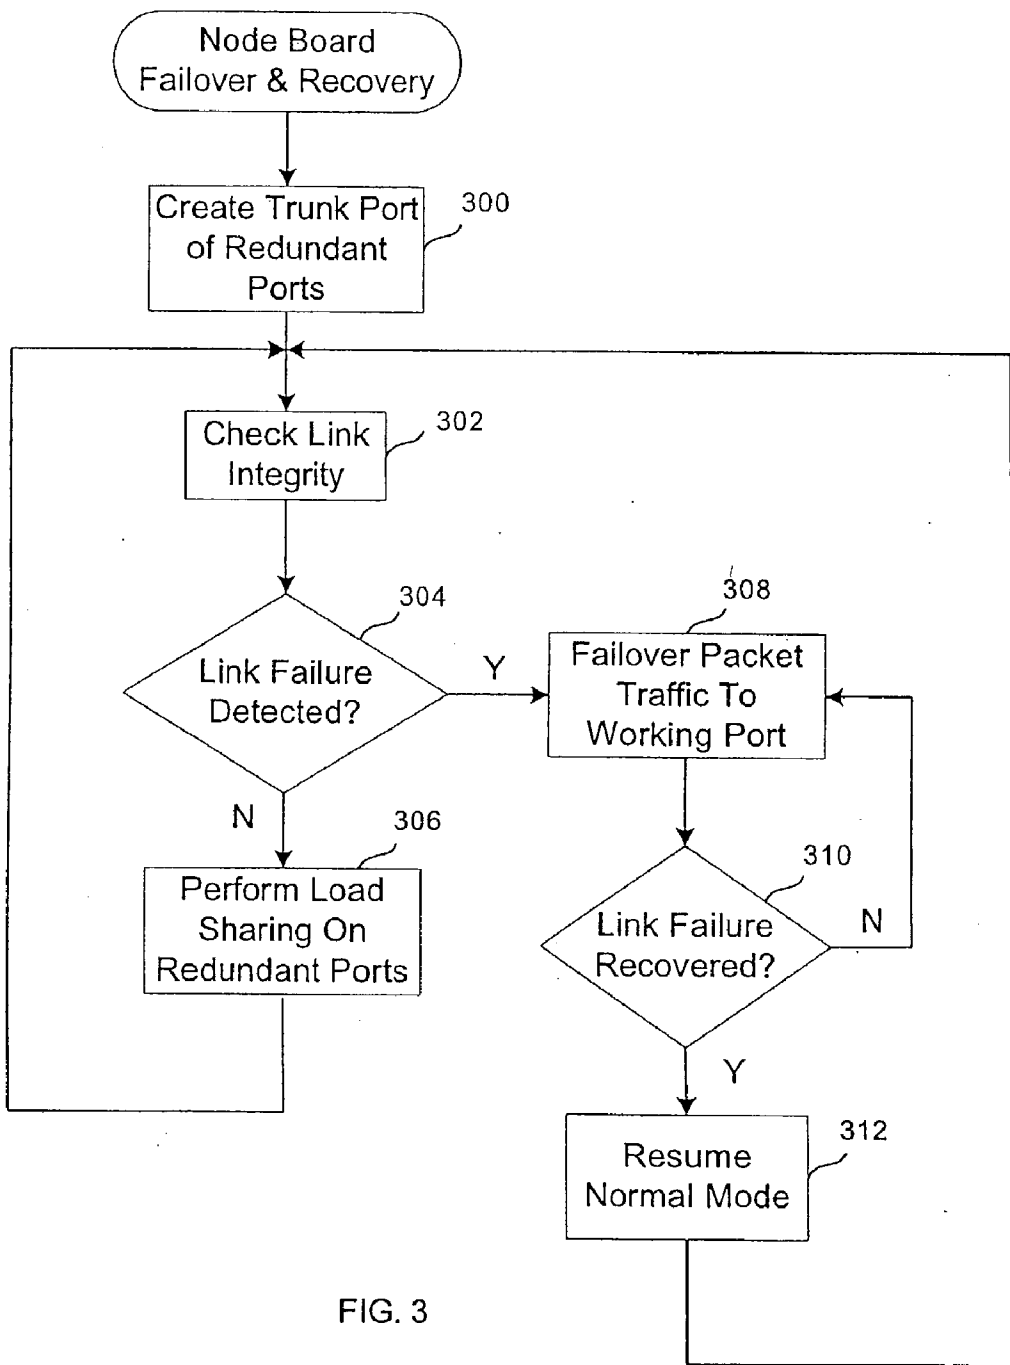 Node Board
Failover & Recovery
Create Trunk Port
of Redundant
Ports
300
Check Link
Integrity
302
Link Failure
Detected?
304
Y
N
Failover Packet
Traffic To
Working Port
308
Perform Load
Sharing On
Redundant Ports
306
Link Failure
Recovered?
310
N
Y
Resume
Normal Mode
312
FIG. 3